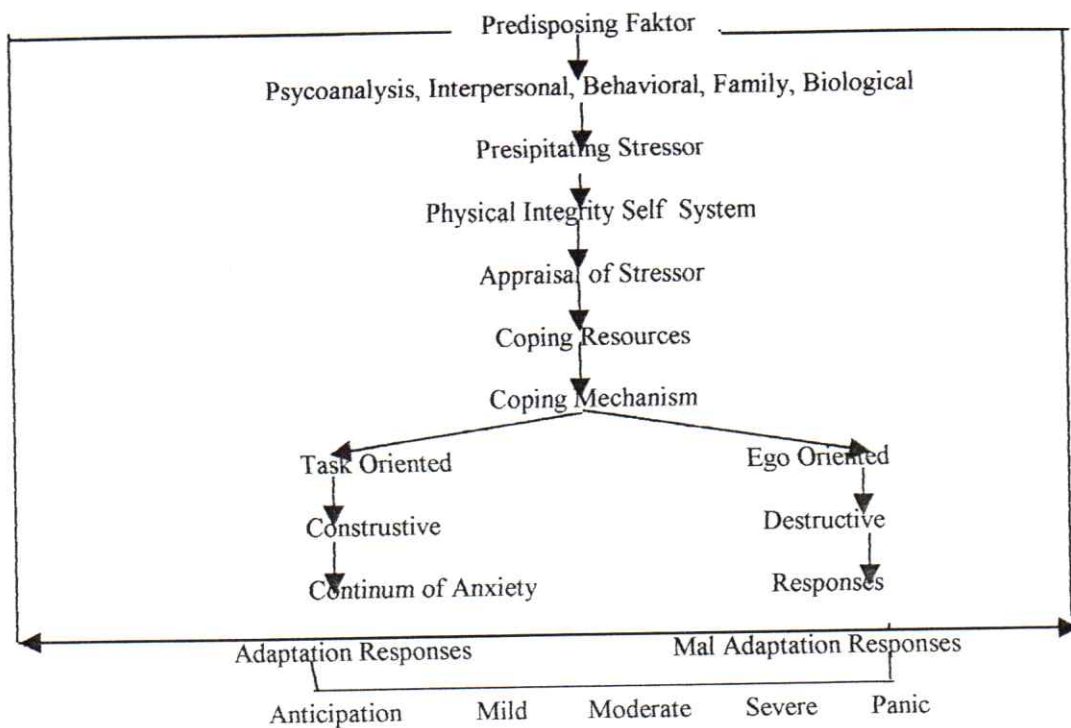 Predisposing Faktor
Psycoanalysis, Interpersonal, Behavioral, Family, Biological
Presipitating Stressor
Physical Integrity Self System
Appraisal of Stressor
Coping Resources
Coping Mechanism
Task Oriented Ego Oriented
Construstive Destructive
Continum of Anxiety Responses
Adaptation Responses Mal Adaptation Responses
Anticipation Mild Moderate Severe Panic